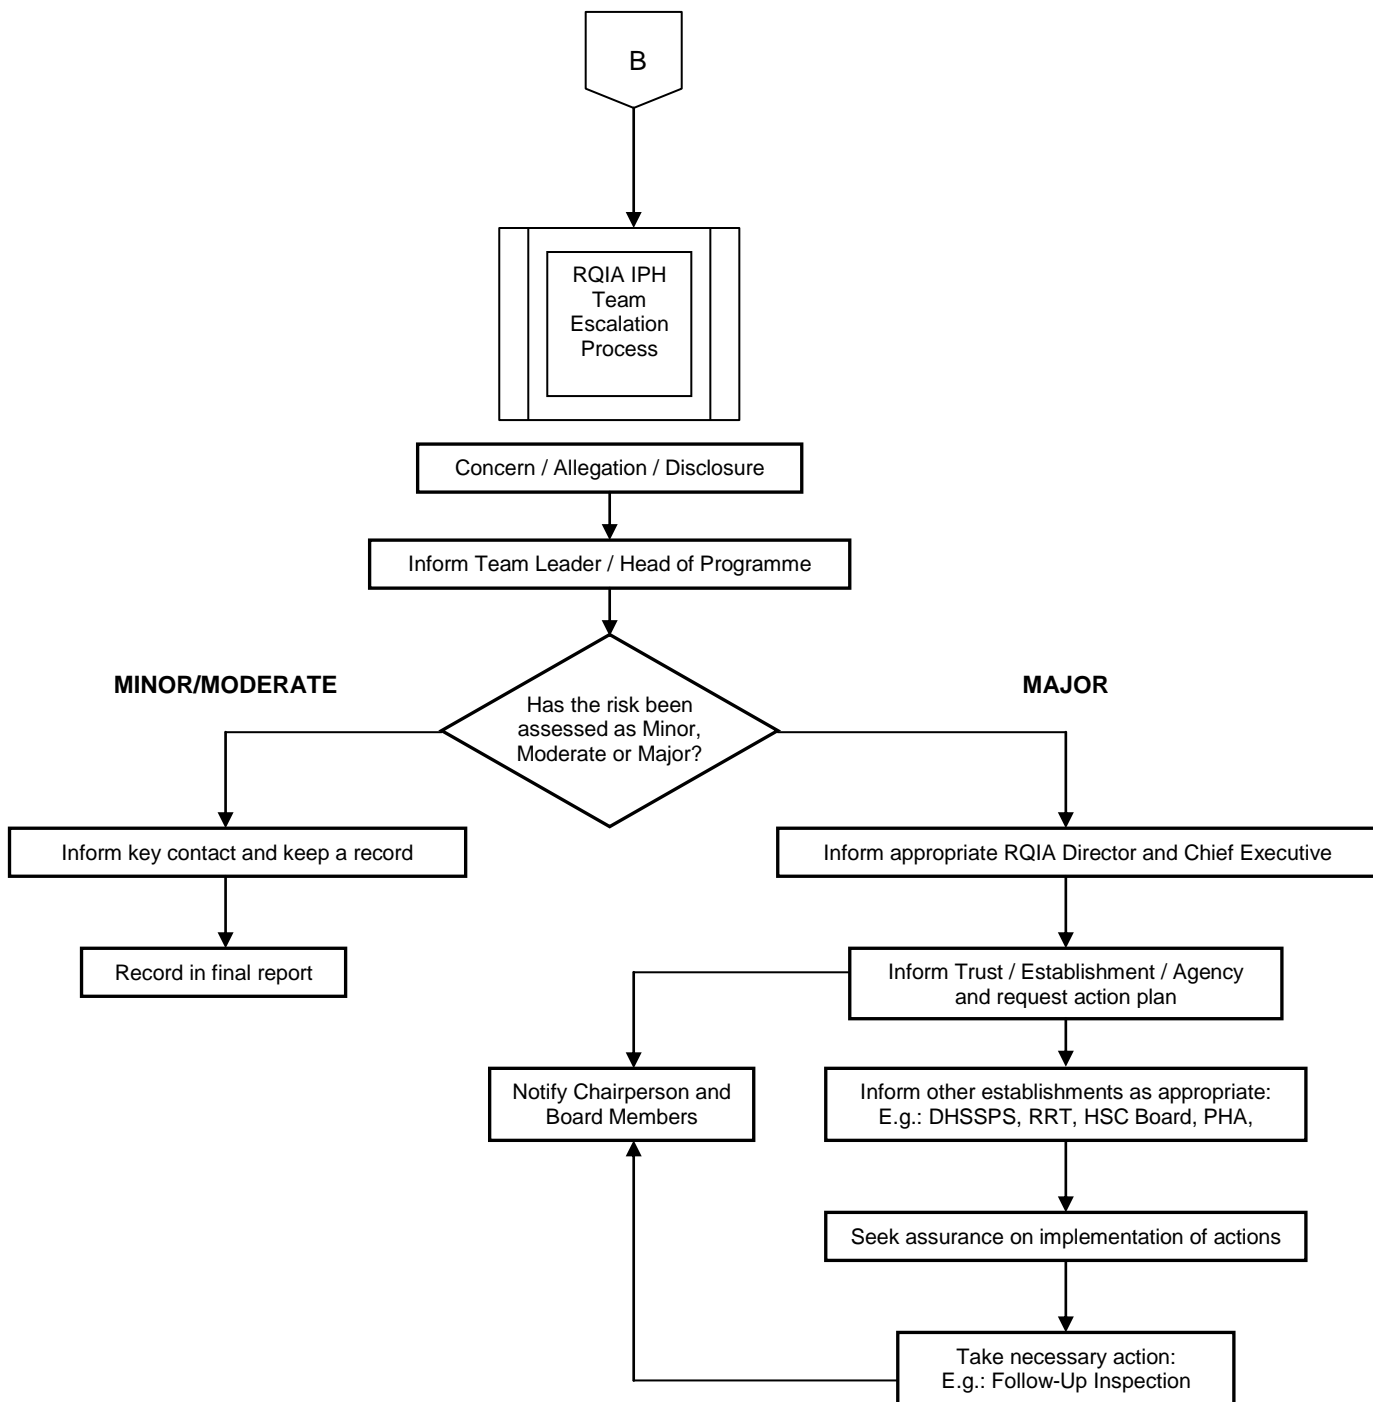 B
RQIA IPH
Team
Escalation
Process
Concern / Allegation / Disclosure
Inform Team Leader / Head of Programme
MINOR/MODERATE
MAJOR
Has the risk been
assessed as Minor,
Moderate or Major?
Inform key contact and keep a record
Inform appropriate RQIA Director and Chief Executive
Record in final report
Inform Trust / Establishment / Agency
and request action plan
Notify Chairperson and
Board Members
Inform other establishments as appropriate:
E.g.: DHSSPS, RRT, HSC Board, PHA,
Seek assurance on implementation of actions
Take necessary action:
E.g.: Follow-Up Inspection